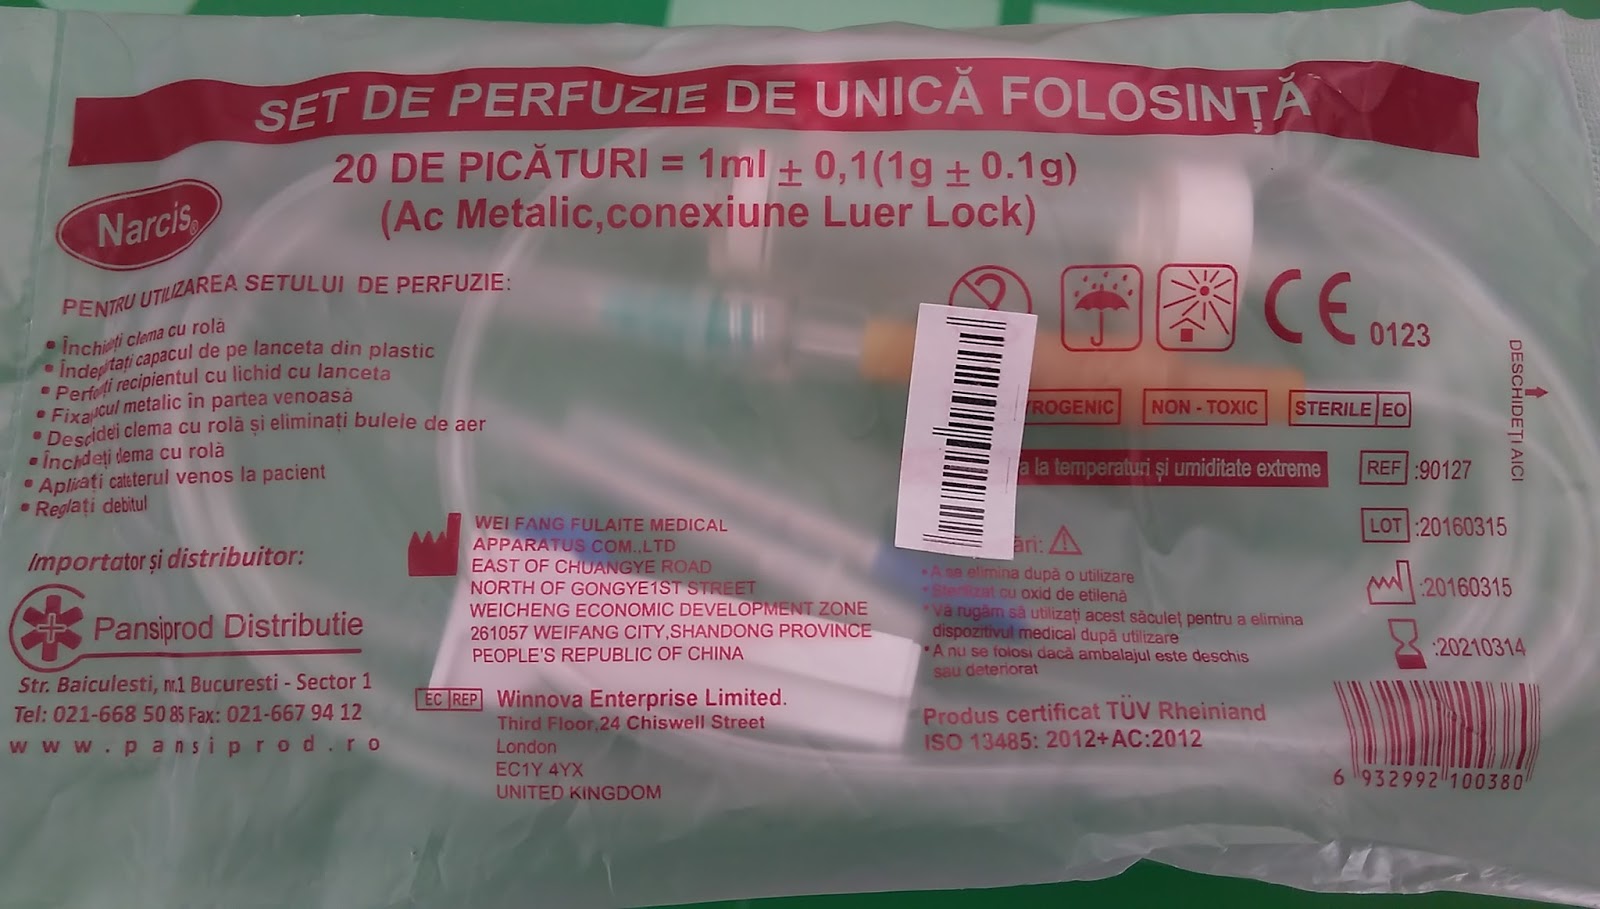 SET DE PERFUZIE DE UNICĂ FOLOSINȚĂ
20 DE PICĂTURI = 1ml ± 0,1(1g ± 0.1g)
(Ac Metalic,conexiune Luer Lock)
Narcis®
PENTRU UTILIZAREA SETULUI DE PERFUZIE:
• Închideți clema cu rolă
• Îndepărtați capacul de pe lanceta din plastic
• Perforați recipientul cu lichid cu lanceta
• Fixați acul metalic în partea venoasă
• Descidei clema cu rolă și eliminați bulele de aer
• Închideți clema cu rolă
• Aplicați cateterul venos la pacient
• Reglați debitul
Importator și distribuitor:
Pansiprod Distributie
Str. Baiculesti, nr.1 Bucuresti - Sector 1
Tel: 021-668 50 85 Fax: 021-667 94 12
www.pansiprod.ro
WEI FANG FULAITE MEDICAL
APPARATUS COM.,LTD
EAST OF CHUANGYE ROAD
NORTH OF GONGYE1ST STREET
WEICHENG ECONOMIC DEVELOPMENT ZONE
261057 WEIFANG CITY,SHANDONG PROVINCE
PEOPLE'S REPUBLIC OF CHINA
EC REP Winnova Enterprise Limited.
Third Floor,24 Chiswell Street
London
EC1Y 4YX
UNITED KINGDOM
2
CE 0123
ROGENIC NON - TOXIC STERILE EO
a la temperaturi și umiditate extreme
ări:
• A se elimina după o utilizare
• Sterilizat cu oxid de etilenă
• Vă rugăm să utilizați acest săculeț pentru a elimina
dispozitivul medical după utilizare
• A nu se folosi dacă ambalajul este deschis
sau deteriorat
Produs certificat TÜV Rheiniand
ISO 13485: 2012+AC:2012
DESCHIDEȚI AICI
REF :90127
LOT :20160315
:20160315
:20210314
6 932992 100380